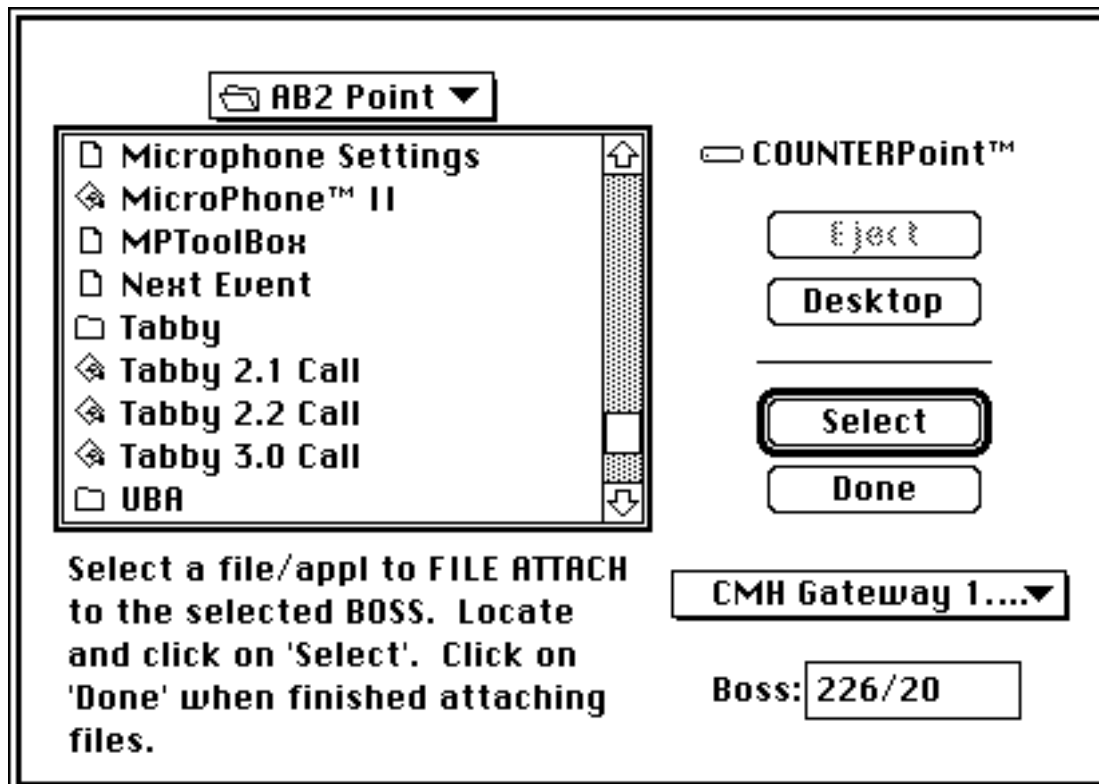 AB2 Point
Microphone Settings
MicroPhone™ II
MPToolBox
Next Event
Tabby
Tabby 2.1 Call
Tabby 2.2 Call
Tabby 3.0 Call
UBA
COUNTERPoint™
Eject
Desktop
Select
Done
Select a file/appl to FILE ATTACH
to the selected BOSS.  Locate
and click on 'Select'.  Click on
'Done' when finished attaching
files.
CMH Gateway 1....
Boss: 226/20